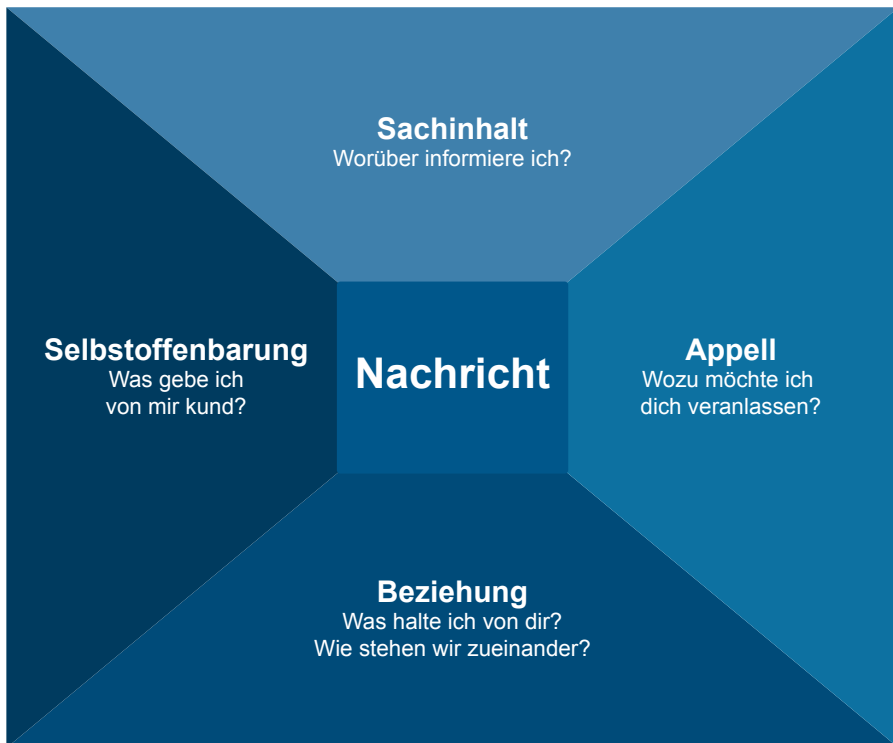 Sachinhalt
Worüber informiere ich?
Selbstoffenbarung
Was gebe ich
von mir kund?
Nachricht
Appell
Wozu möchte ich
dich veranlassen?
Beziehung
Was halte ich von dir?
Wie stehen wir zueinander?